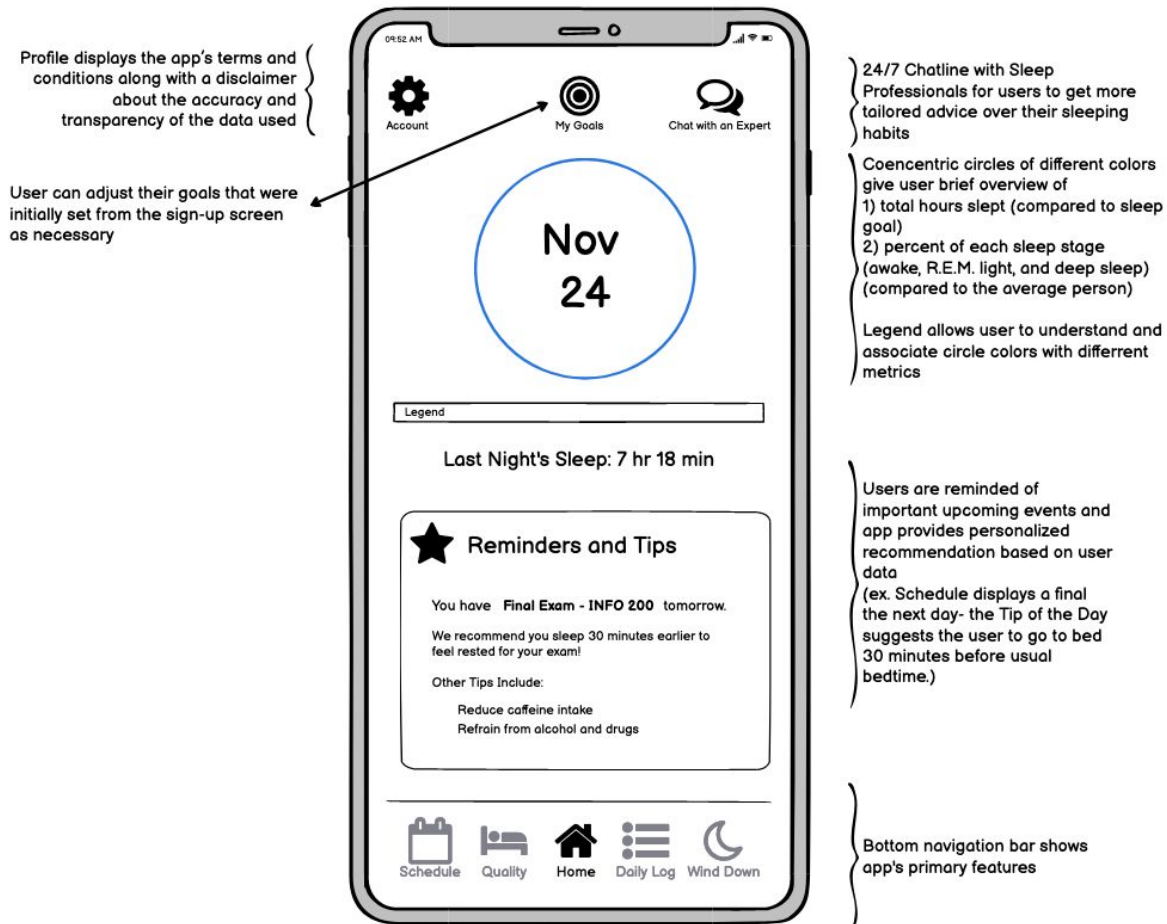 Profile displays the app's terms and
conditions along with a disclaimer
about the accuracy and
transparency of the data used
User can adjust their goals that were
initially set from the sign-up screen
as necessary
09:52 AM
Account
My Goals
Chat with an Expert
Nov
24
Legend
Last Night's Sleep: 7 hr 18 min
Reminders and Tips
You have Final Exam - INFO 200 tomorrow.
We recommend you sleep 30 minutes earlier to
feel rested for your exam!
Other Tips Include:
Reduce caffeine intake
Refrain from alcohol and drugs
Schedule
Quality
Home
Daily Log
Wind Down
24/7 Chatline with Sleep
Professionals for users to get more
tailored advice over their sleeping
habits
Coencentric circles of different colors
give user brief overview of
1) total hours slept (compared to sleep
goal)
2) percent of each sleep stage
(awake, R.E.M. light, and deep sleep)
(compared to the average person)
Legend allows user to understand and
associate circle colors with differrent
metrics
Users are reminded of
important upcoming events and
app provides personalized
recommendation based on user
data
(ex. Schedule displays a final
the next day- the Tip of the Day
suggests the user to go to bed
30 minutes before usual
bedtime.)
Bottom navigation bar shows
app's primary features